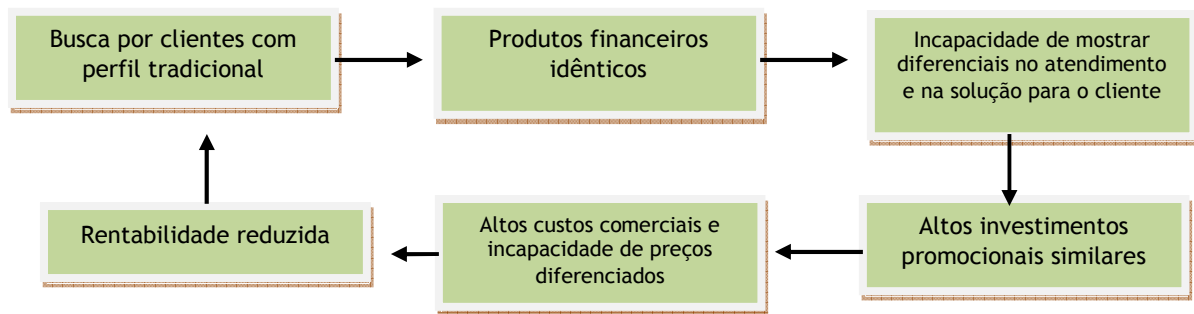 Busca por clientes com
perfil tradicional
Produtos financeiros
idênticos
Incapacidade de mostrar
diferenciais no atendimento
e na solução para o cliente
Altos investimentos
promocionais similares
Altos custos comerciais e
incapacidade de preços
diferenciados
Rentabilidade reduzida